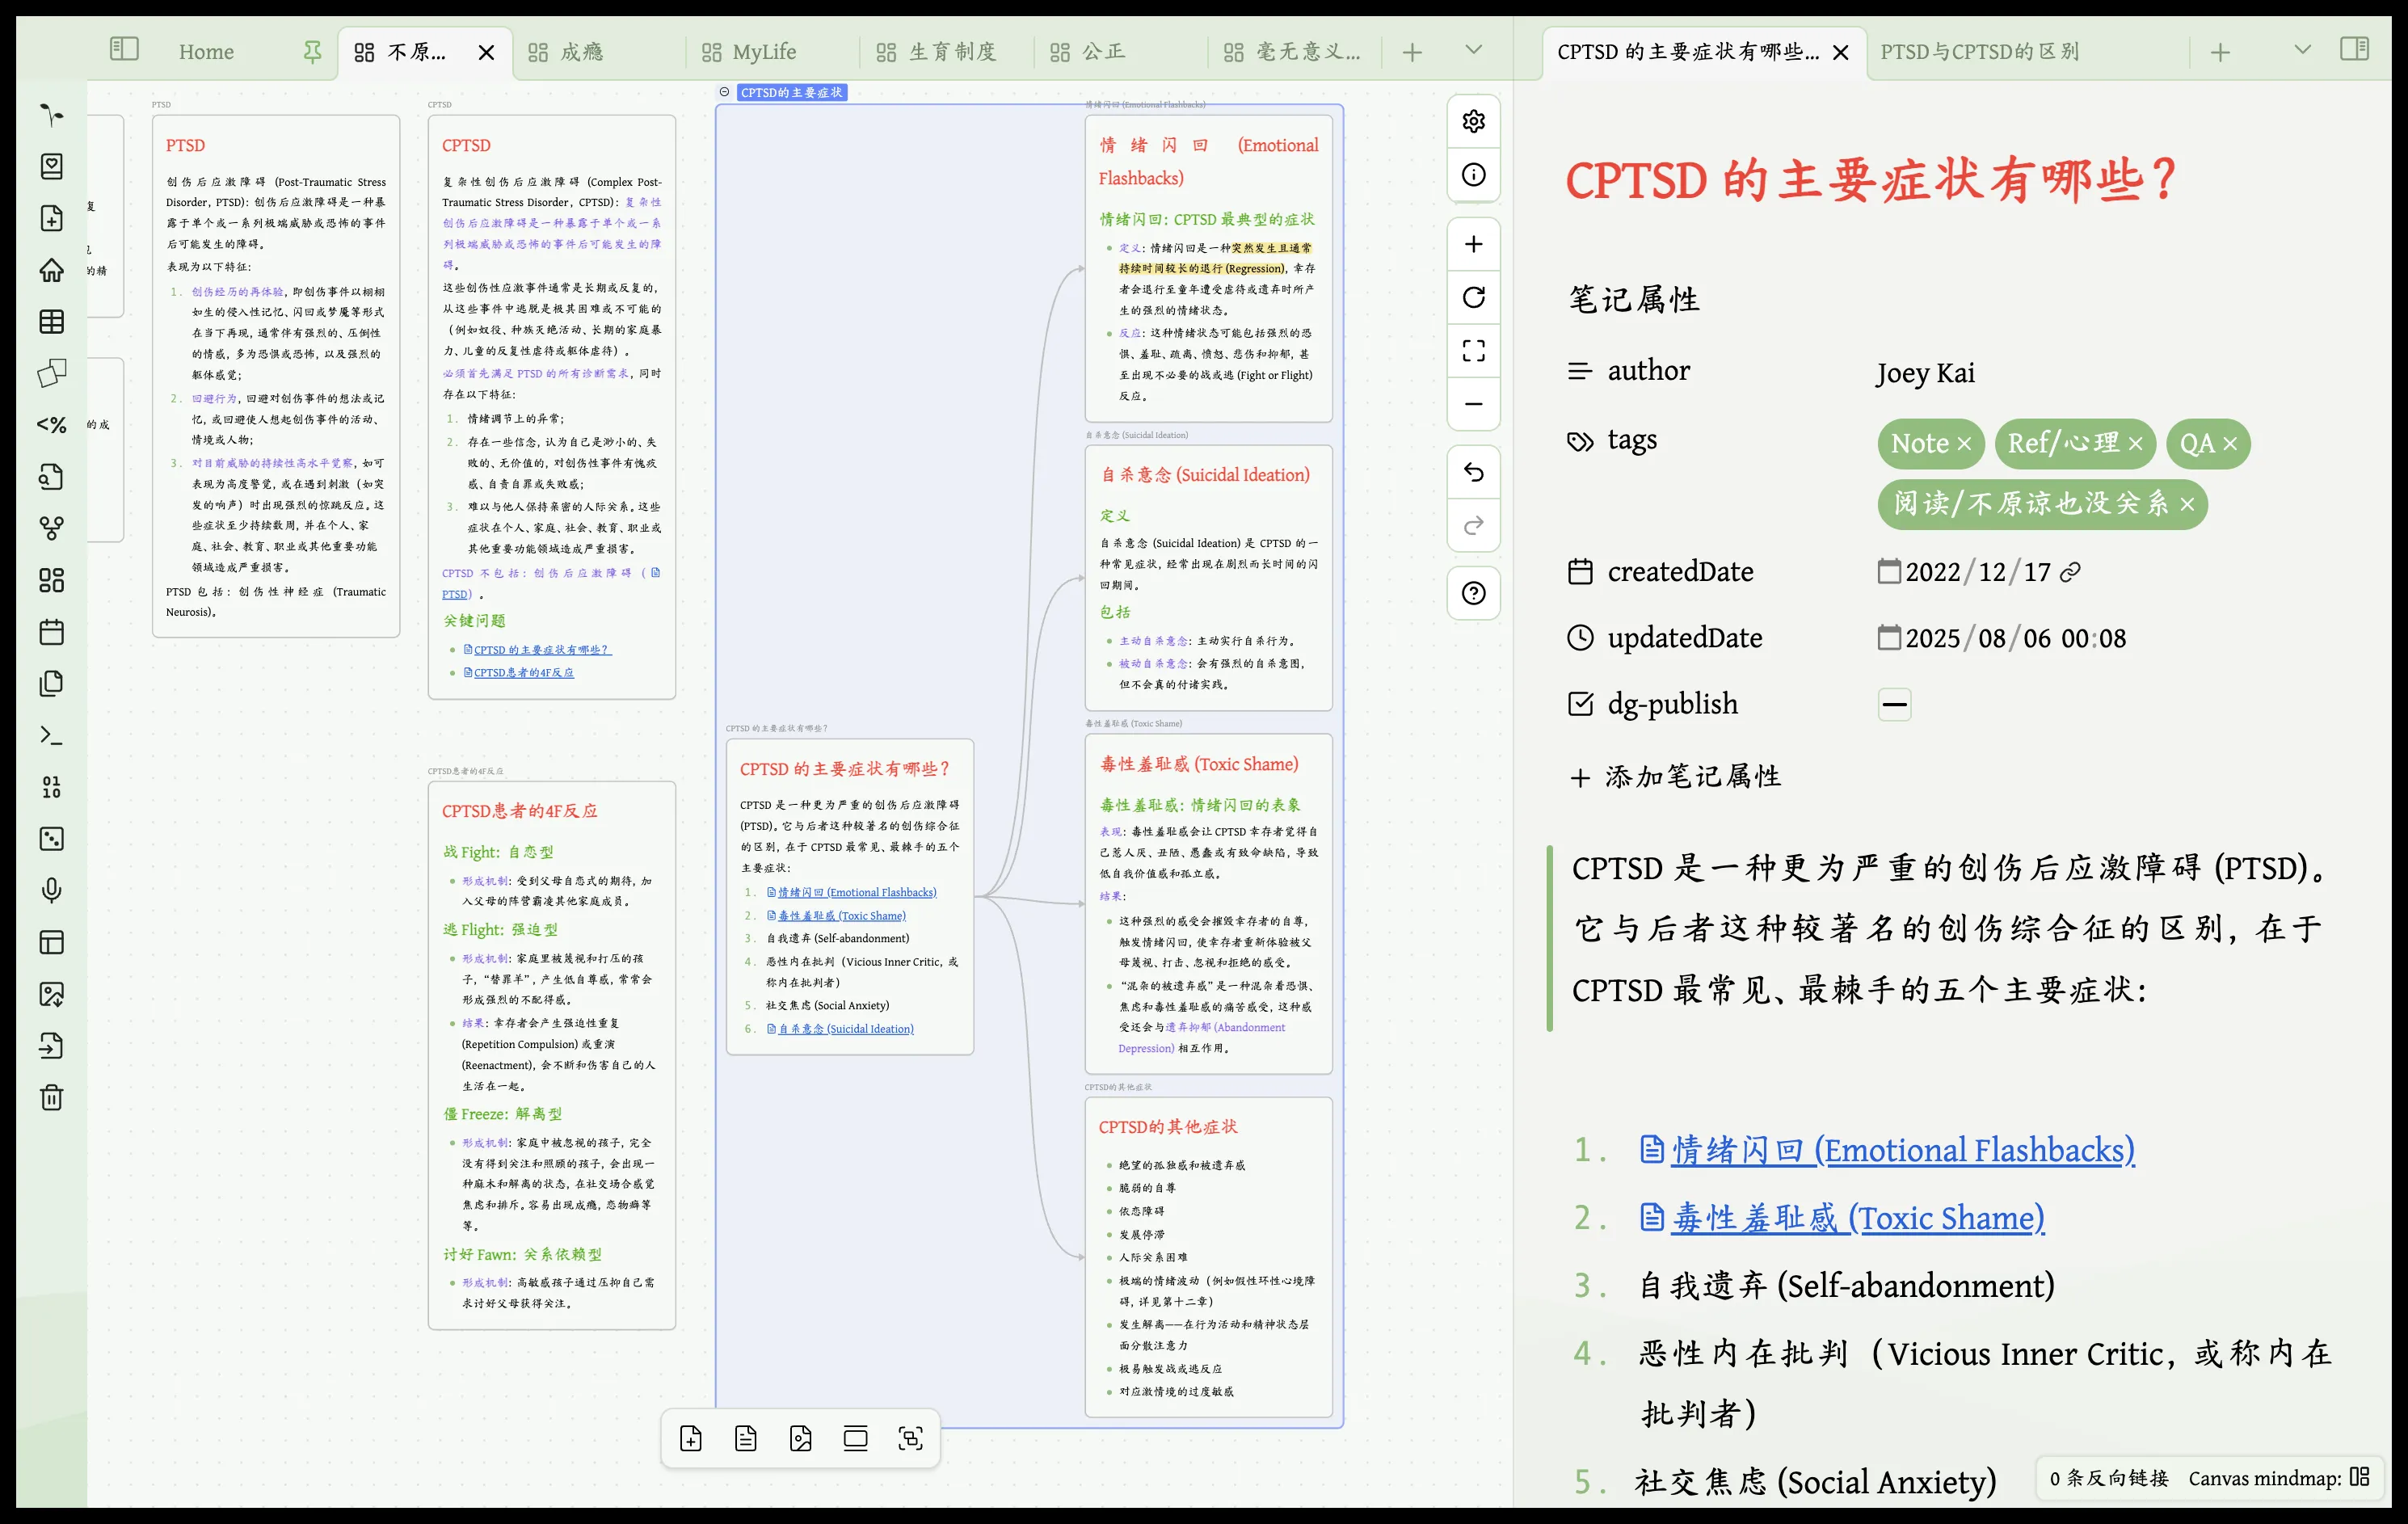 Home
不原...
成瘾
MyLife
生育制度
公正
毫无意义...
CPTSD 的主要症状有哪些...
PTSD与CPTSD的区别
复
的精
的成
PTSD
PTSD
创伤后应激障碍 (Post-Traumatic Stress
Disorder, PTSD)：创伤后应激障碍是一种暴
露于单个或一系列极端威胁或恐怖的事件
后可能发生的障碍。
表现为以下特征：
1. 创伤经历的再体验，即创伤事件以栩栩
如生的侵入性记忆、闪回或梦魇等形式
在当下再现，通常伴有强烈的、压倒性
的情感，多为恐惧或恐怖，以及强烈的
躯体感觉；
2. 回避行为，回避对创伤事件的想法或记
忆，或回避使人想起创伤事件的活动、
情境或人物；
3. 对目前威胁的持续性高水平觉察，如可
表现为高度警觉，或在遇到刺激（如突
发的响声）时出现强烈的惊跳反应。这
些症状至少持续数周，并在个人、家
庭、社会、教育、职业或其他重要功能
领域造成严重损害。
PTSD 包括：创伤性神经症 (Traumatic
Neurosis)。
CPTSD
CPTSD
复杂性创伤后应激障碍 (Complex Post-
Traumatic Stress Disorder, CPTSD)：复杂性
创伤后应激障碍是一种暴露于单个或一系
列极端威胁或恐怖的事件后可能发生的障
碍。
这些创伤性应激事件通常是长期或反复的，
从这些事件中逃脱是极其困难或不可能的
（例如奴役、种族灭绝活动、长期的家庭暴
力、儿童的反复性虐待或躯体虐待）。
必须首先满足 PTSD 的所有诊断需求，同时
存在以下特征：
1. 情绪调节上的异常；
2. 存在一些信念，认为自己是渺小的、失
败的、无价值的，对创伤性事件有愧疚
感、自责自罪或失败感；
3. 难以与他人保持亲密的人际关系。这些
症状在个人、家庭、社会、教育、职业或
其他重要功能领域造成严重损害。
CPTSD 不包括：创伤后应激障碍（
PTSD）。
关键问题
CPTSD 的主要症状有哪些？
CPTSD患者的4F反应
CPTSD患者的4F反应
CPTSD患者的4F反应
战 Fight：自恋型
形成机制：受到父母自恋式的期待，加
入父母的阵营霸凌其他家庭成员。
逃 Flight：强迫型
形成机制：家庭里被蔑视和打压的孩
子，“替罪羊”，产生低自尊感，常常会
形成强烈的不配得感。
结果：幸存者会产生强迫性重复
(Repetition Compulsion) 或重演
(Reenactment)，会不断和伤害自己的人
生活在一起。
僵 Freeze：解离型
形成机制：家庭中被忽视的孩子，完全
没有得到关注和照顾的孩子，会出现一
种麻木和解离的状态，在社交场合感觉
焦虑和排斥。容易出现成瘾，恋物癖等
等。
讨好 Fawn：关系依赖型
形成机制：高敏感孩子通过压抑自己需
求讨好父母获得关注。
CPTSD的主要症状
CPTSD 的主要症状有哪些？
CPTSD 的主要症状有哪些？
CPTSD 是一种更为严重的创伤后应激障碍
(PTSD)。它与后者这种较著名的创伤综合征
的区别，在于 CPTSD 最常见、最棘手的五个
主要症状：
1. 情绪闪回 (Emotional Flashbacks)
2. 毒性羞耻感 (Toxic Shame)
3. 自我遗弃 (Self-abandonment)
4. 恶性内在批判（Vicious Inner Critic，或
称内在批判者）
5. 社交焦虑 (Social Anxiety)
6. 自杀意念 (Suicidal Ideation)
情绪闪回 (Emotional Flashbacks)
情绪闪回 (Emotional
Flashbacks)
情绪闪回：CPTSD 最典型的症状
定义：情绪闪回是一种突然发生且通常
持续时间较长的退行 (Regression)，幸存
者会退行至童年遭受虐待或遗弃时所产
生的强烈的情绪状态。
反应：这种情绪状态可能包括强烈的恐
惧、羞耻、疏离、愤怒、悲伤和抑郁，甚
至出现不必要的战或逃 (Fight or Flight)
反应。
自杀意念 (Suicidal Ideation)
自杀意念 (Suicidal Ideation)
定义
自杀意念 (Suicidal Ideation) 是 CPTSD 的一
种常见症状，经常出现在剧烈而长时间的闪
回期间。
包括
主动自杀意念：主动实行自杀行为。
被动自杀意念：会有强烈的自杀意图，
但不会真的付诸实践。
毒性羞耻感 (Toxic Shame)
毒性羞耻感 (Toxic Shame)
毒性羞耻感：情绪闪回的表象
表现：毒性羞耻感会让 CPTSD 幸存者觉得自
己惹人厌、丑陋、愚蠢或有致命缺陷，导致
低自我价值感和孤立感。
结果：
这种强烈的感受会摧毁幸存者的自尊，
触发情绪闪回，使幸存者重新体验被父
母蔑视、打击、忽视和拒绝的感受。
“混杂的被遗弃感”是一种混杂着恐惧、
焦虑和毒性羞耻感的痛苦感受，这种感
受还会与遗弃抑郁 (Abandonment
Depression) 相互作用。
CPTSD的其他症状
CPTSD的其他症状
绝望的孤独感和被遗弃感
脆弱的自尊
依恋障碍
发展停滞
人际关系困难
极端的情绪波动（例如假性环性心境障
碍，详见第十二章）
发生解离——在行为活动和精神状态层
面分散注意力
极易触发战或逃反应
对应激情境的过度敏感
CPTSD 的主要症状有哪些？
笔记属性
author Joey Kai
tags Note × Ref/心理 × QA ×
阅读/不原谅也没关系 ×
createdDate 2022/12/17
updatedDate 2025/08/06 00:08
dg-publish
添加笔记属性
CPTSD 是一种更为严重的创伤后应激障碍 (PTSD)。
它与后者这种较著名的创伤综合征的区别，在于
CPTSD 最常见、最棘手的五个主要症状：
1. 情绪闪回 (Emotional Flashbacks)
2. 毒性羞耻感 (Toxic Shame)
3. 自我遗弃 (Self-abandonment)
4. 恶性内在批判（Vicious Inner Critic，或称内在
批判者）
5. 社交焦虑 (Social Anxiety)
0 条反向链接 Canvas mindmap: